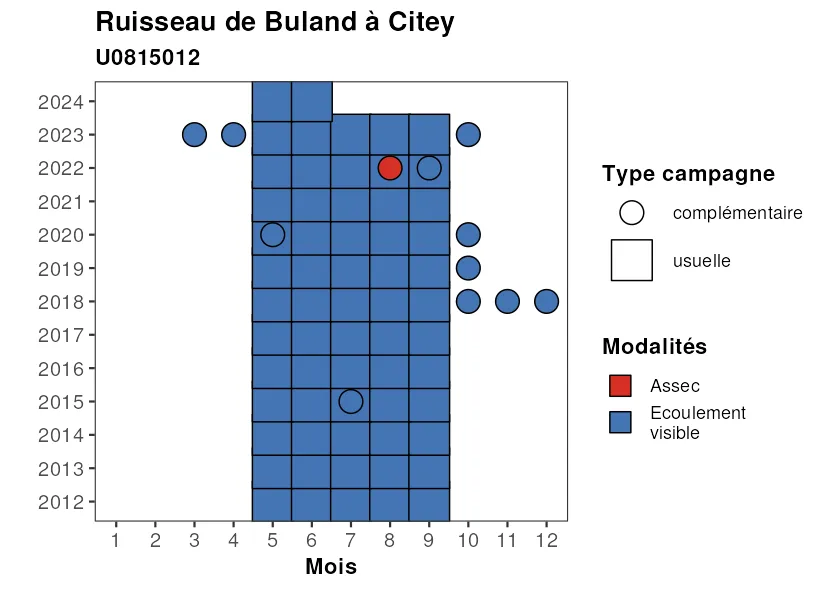 Ruisseau de Buland à Citey
U0815012
2024
2023
2022
2021
2020
2019
2018
2017
2016
2015
2014
2013
2012
1 2 3 4 5 6 7 8 9 10 11 12
Mois
Type campagne
complémentaire
usuelle
Modalités
Assec
Ecoulement
visible